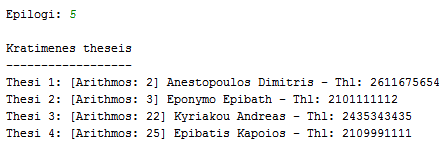 Epilogi: 5
Kratimenes theseis
------------------
Thesi 1: [Arithmos: 2] Anestopoulos Dimitris - Thl: 2611675654
Thesi 2: [Arithmos: 3] Eponymo Epibath - Thl: 2101111112
Thesi 3: [Arithmos: 22] Kyriakou Andreas - Thl: 2435343435
Thesi 4: [Arithmos: 25] Epibatis Kapoios - Thl: 2109991111